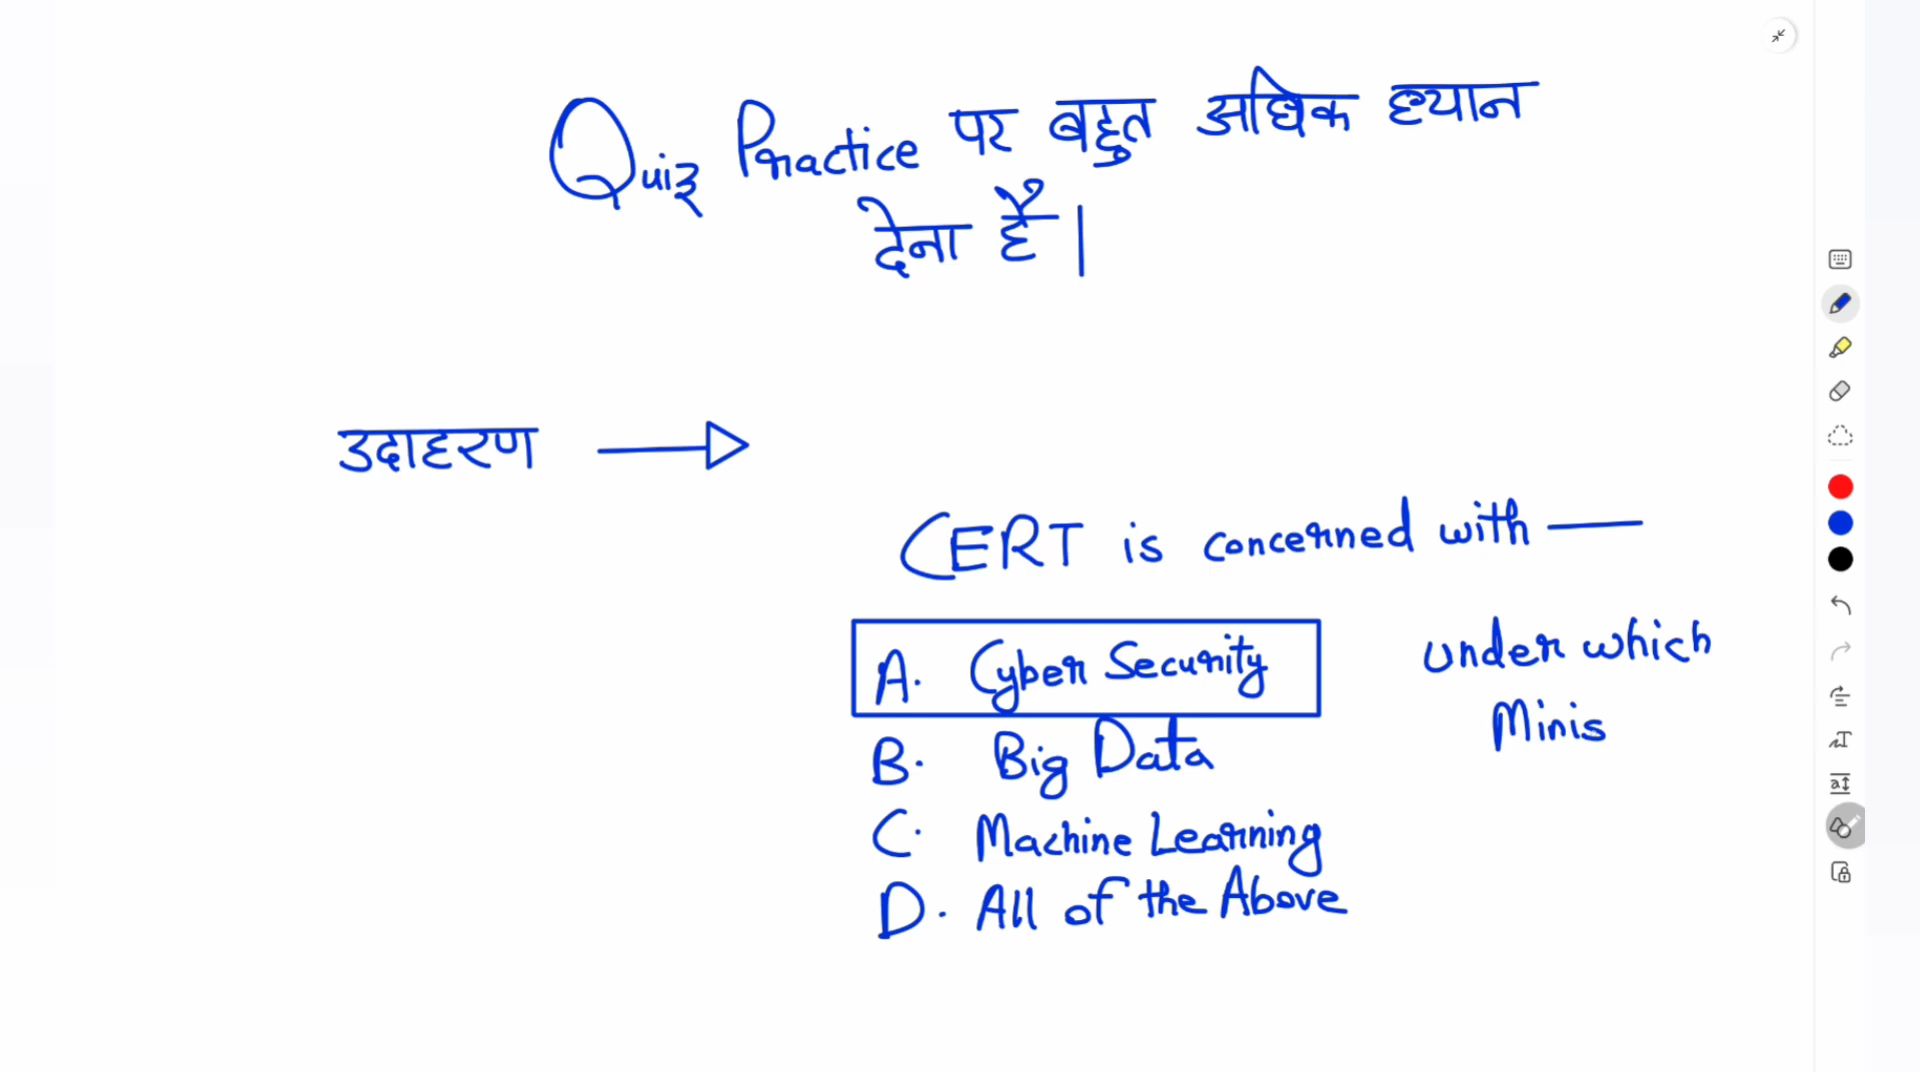 Quiz Practice पर बहुत अधिक ध्यान
देना है |
उदाहरण
CERT is concerned with —
A. Cyber Security
under which
Minis
B. Big Data
C. Machine Learning
D. All of the Above